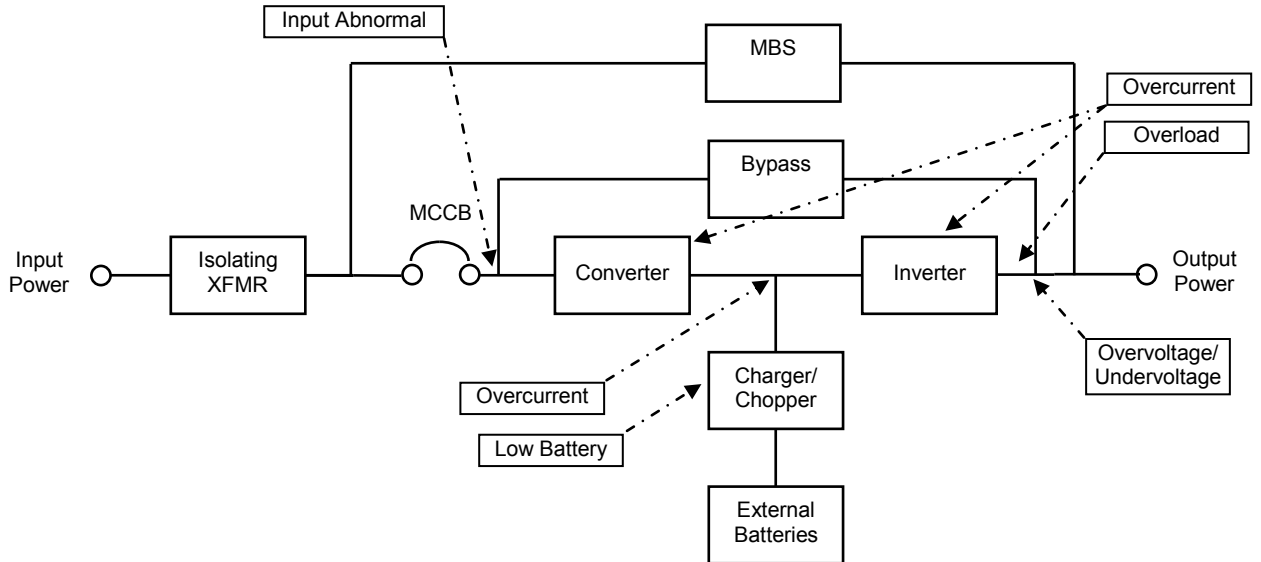 Input Abnormal
MBS
Overcurrent
Overload
Bypass
MCCB
Input
Power
Isolating
XFMR
Converter
Inverter
Output
Power
Overvoltage/
Undervoltage
Charger/
Chopper
Overcurrent
Low Battery
External
Batteries